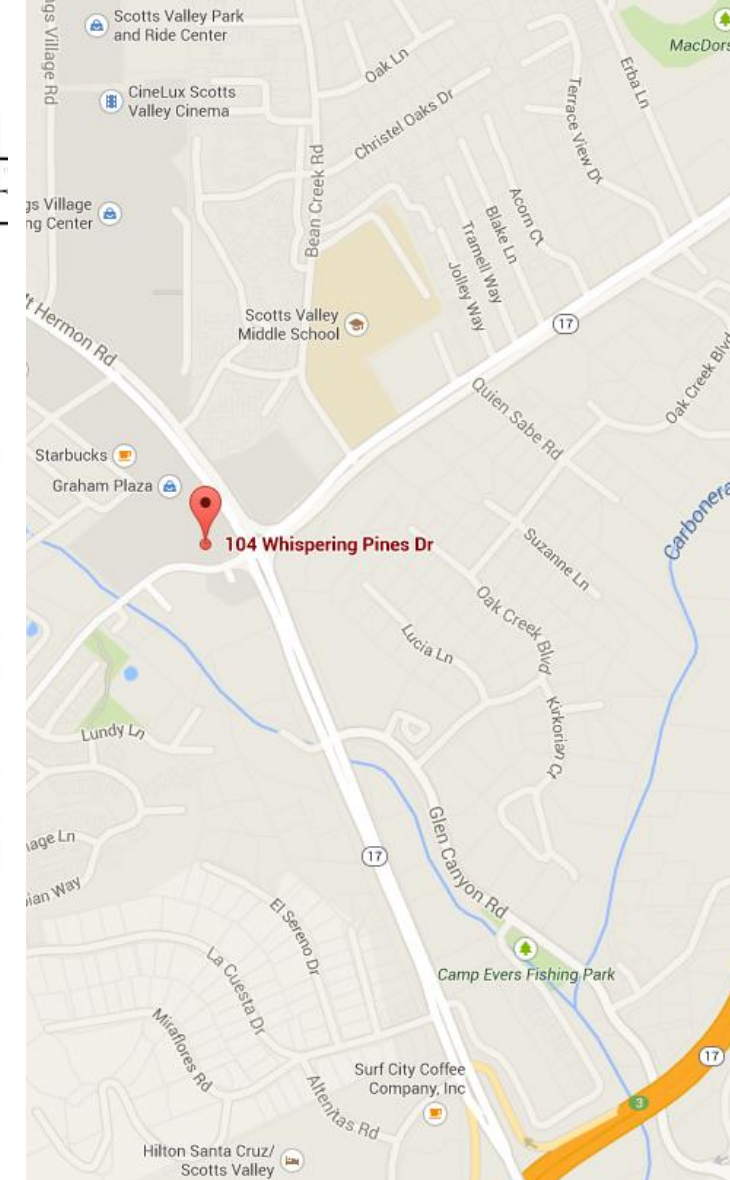 gs Village Rd
Scotts Valley Park
and Ride Center
MacDors
Oak Ln
Erba Ln
CineLux Scotts
Valley Cinema
Christel Oaks Dr
Terrace View Dr
Bean Creek Rd
gs Village
ng Center
Acorn Ct
Blake Ln
Tramell Way
Jolley Way
Scotts Valley
Middle School
17
t Hermon Rd
Quien Sabe Rd
Oak Creek Blvd
Starbucks
Graham Plaza
Carbonera
104 Whispering Pines Dr
Suzanne Ln
Oak Creek Blvd
Lucia Ln
Kirkorian Ct
Lundy Ln
Glen Canyon Rd
age Ln
17
ian Way
El Sereno Dr
La Cuesta Dr
Camp Evers Fishing Park
Miraflores Rd
17
Surf City Coffee
Company, Inc
Altenitas Rd
3
Hilton Santa Cruz/
Scotts Valley